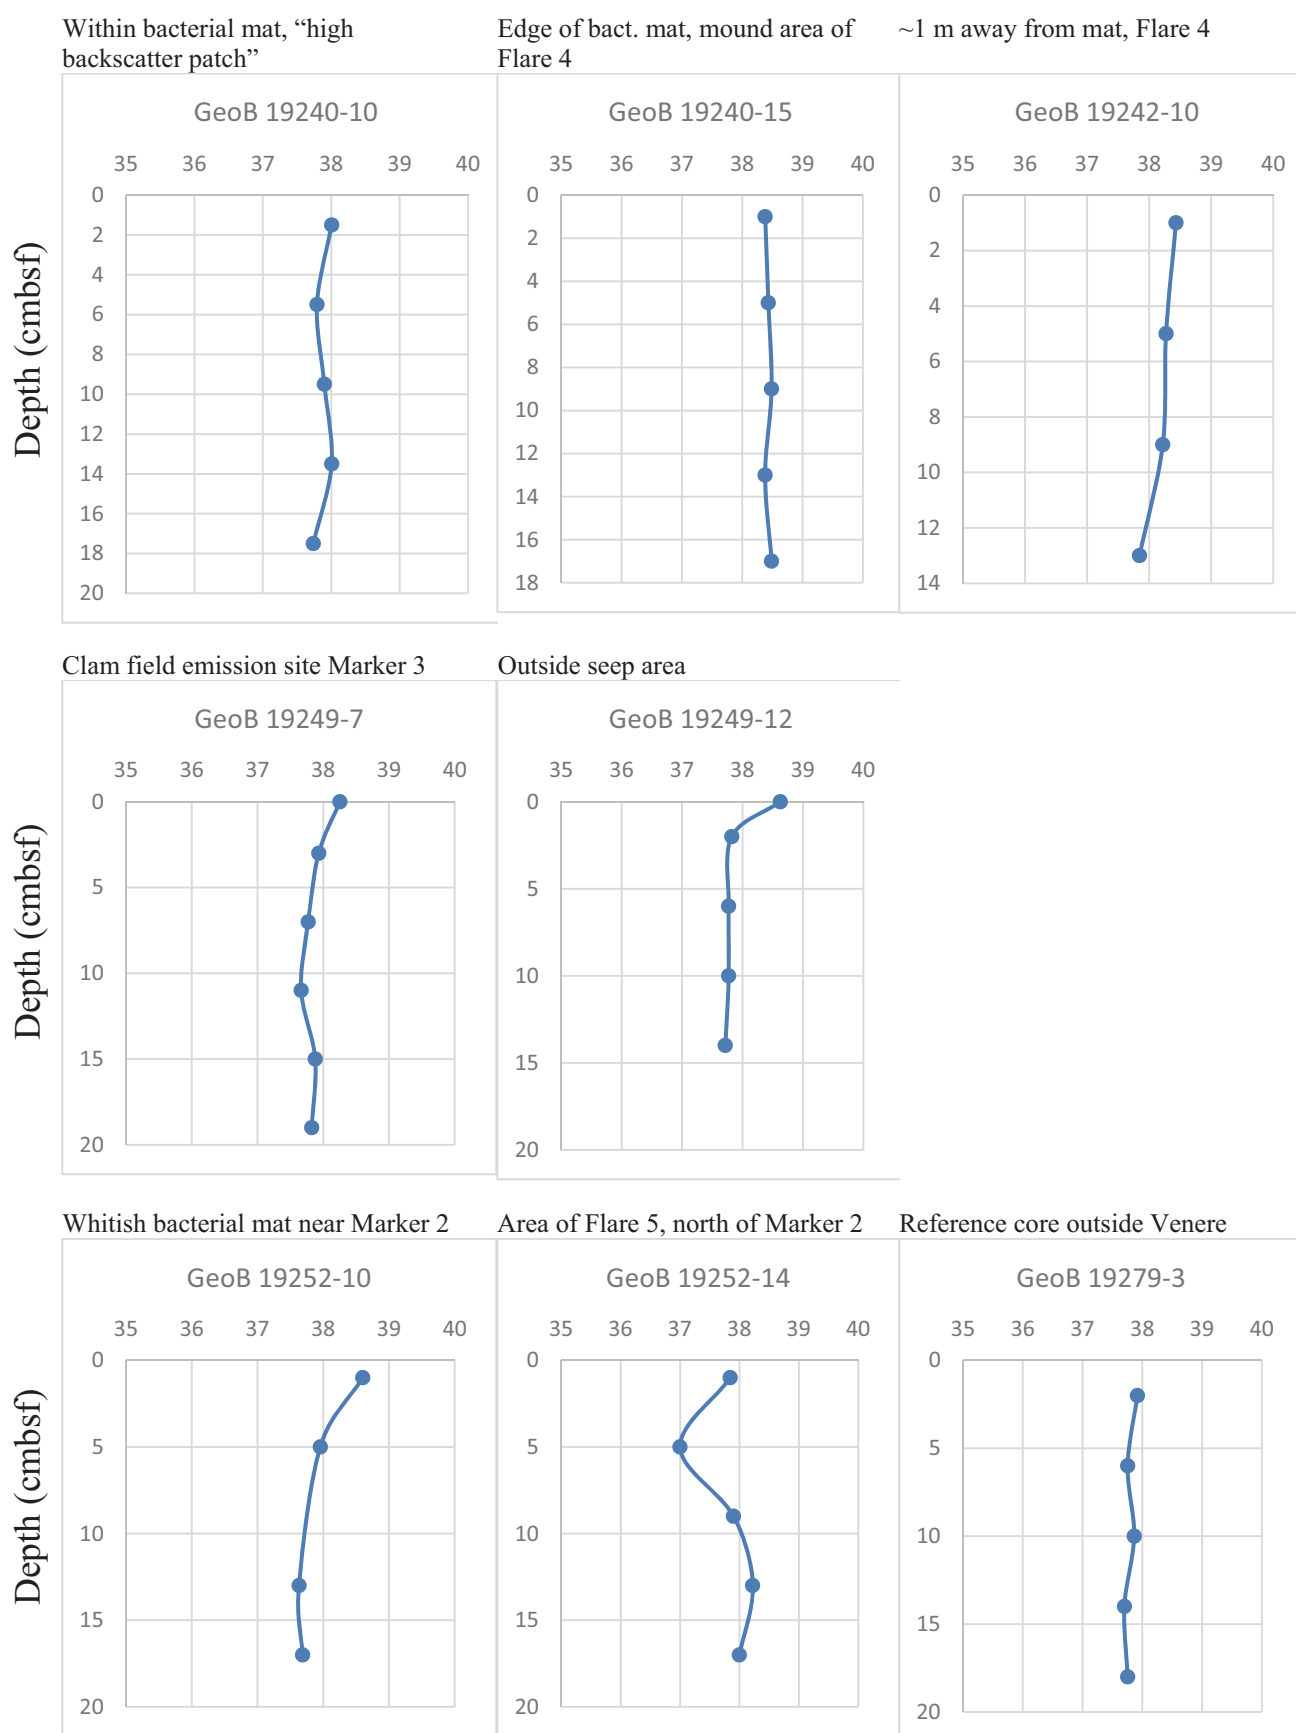 Within bacterial mat, “high
backscatter patch”
Edge of bact. mat, mound area of
Flare 4
~1 m away from mat, Flare 4
GeoB 19240-10
35 36 37 38 39 40
0
2
4
6
8
10
12
14
16
18
20
Depth (cmbsf)
GeoB 19240-15
35 36 37 38 39 40
0
2
4
6
8
10
12
14
16
18
GeoB 19242-10
35 36 37 38 39 40
0
2
4
6
8
10
12
14
Clam field emission site Marker 3
Outside seep area
GeoB 19249-7
35 36 37 38 39 40
0
5
10
15
20
Depth (cmbsf)
GeoB 19249-12
35 36 37 38 39 40
0
5
10
15
20
Whitish bacterial mat near Marker 2
Area of Flare 5, north of Marker 2
Reference core outside Venere
GeoB 19252-10
35 36 37 38 39 40
0
5
10
15
20
Depth (cmbsf)
GeoB 19252-14
35 36 37 38 39 40
0
5
10
15
20
GeoB 19279-3
35 36 37 38 39 40
0
5
10
15
20